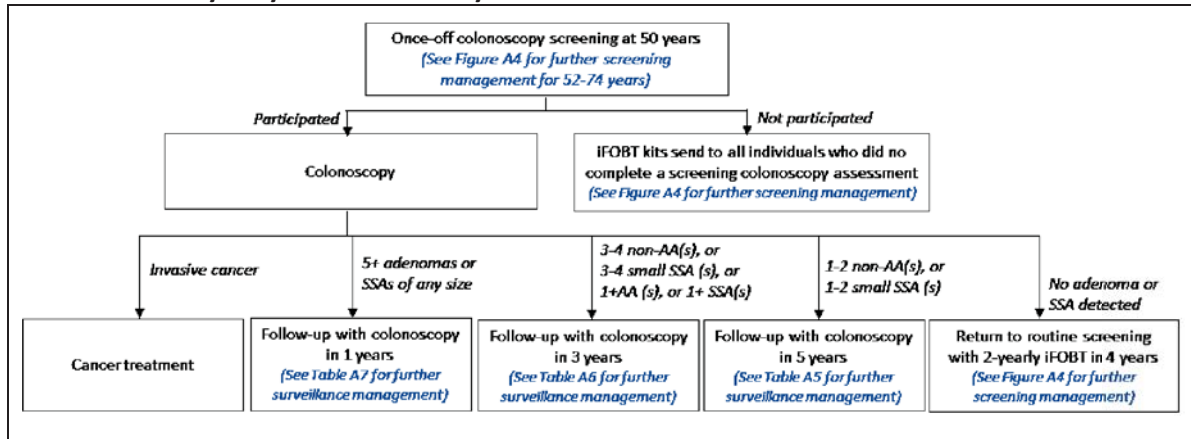 Once-off colonoscopy screening at 50 years
(See Figure A4 for further screening
management for 52-74 years)
Participated
Not participated
Colonoscopy
iFOBT kits send to all individuals who did no
complete a screening colonoscopy assessment
(See Figure A4 for further screening management)
Invasive cancer
5+ adenomas or
SSAs of any size
3-4 non-AA(s), or
3-4 small SSA (s), or
1+AA (s), or 1+ SSA(s)
1-2 non-AA(s), or
1-2 small SSA (s)
No adenoma or
SSA detected
Cancer treatment
Follow-up with colonoscopy
in 1 years
(See Table A7 for further
surveillance management)
Follow-up with colonoscopy
in 3 years
(See Table A6 for further
surveillance management)
Follow-up with colonoscopy
in 5 years
(See Table A5 for further
surveillance management)
Return to routine screening
with 2-yearly iFOBT in 4 years
(See Figure A4 for further
screening management)